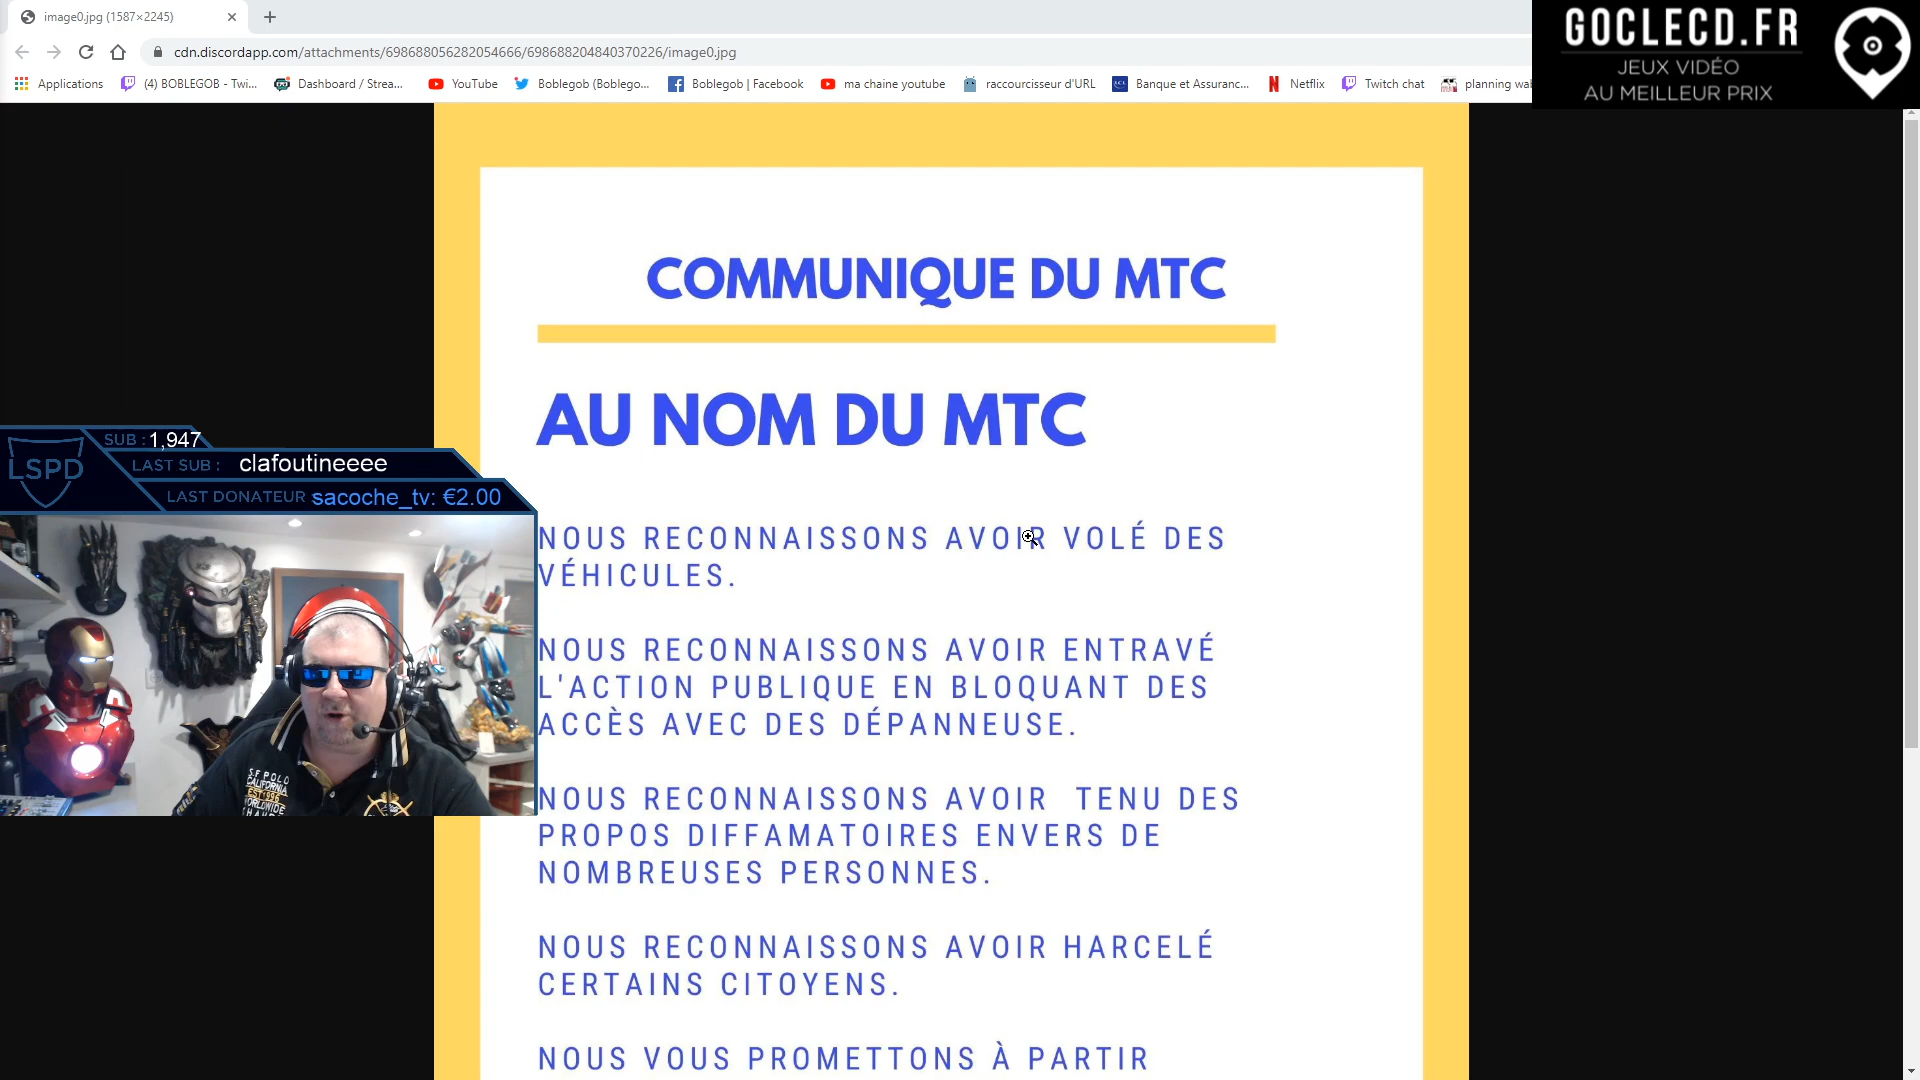 image0.jpg (1587×2245)
cdn.discordapp.com/attachments/698688056282054666/698688204840370226/image0.jpg
Applications
(4) BOBLEGOB - Twi...
Dashboard / Strea...
YouTube
Boblegob (Boblego...
Boblegob | Facebook
ma chaine youtube
raccourcisseur d'URL
Banque et Assuranc...
Netflix
Twitch chat
planning wa
GOCLECD.FR
JEUX VIDÉO
AU MEILLEUR PRIX
COMMUNIQUE DU MTC
AU NOM DU MTC
NOUS RECONNAISSONS AVOIR VOLÉ DES
VÉHICULES.
NOUS RECONNAISSONS AVOIR ENTRAVÉ
L'ACTION PUBLIQUE EN BLOQUANT DES
ACCÈS AVEC DES DÉPANNEUSE.
NOUS RECONNAISSONS AVOIR TENU DES
PROPOS DIFFAMATOIRES ENVERS DE
NOMBREUSES PERSONNES.
NOUS RECONNAISSONS AVOIR HARCELÉ
CERTAINS CITOYENS.
NOUS VOUS PROMETTONS À PARTIR
LSPD
SUB : 1,947
LAST SUB : clafoutineeee
LAST DONATEUR sacoche_tv: €2.00
S.F POLO
CALIFORNIA
EST1996
WORLDWIDE